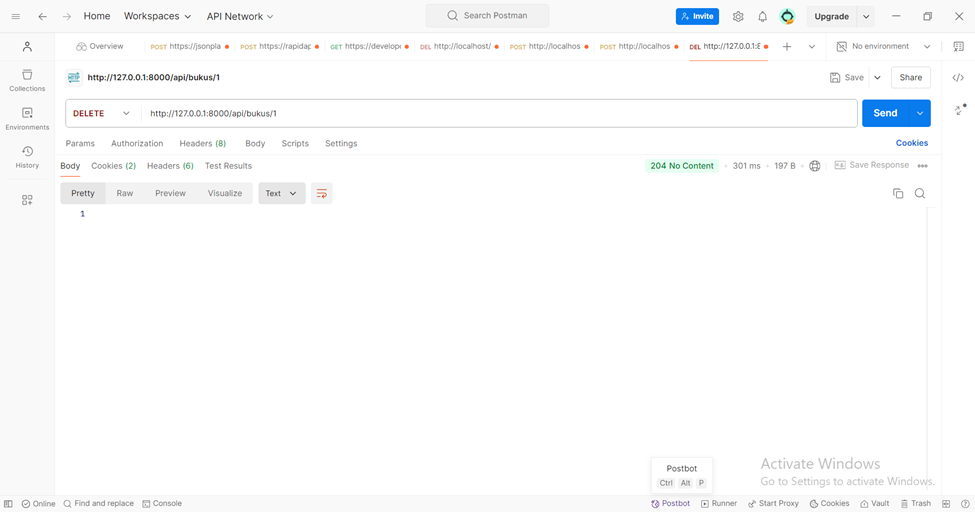 Home Workspaces API Network Search Postman Invite Upgrade
Overview POST https://jsonpla POST https://rapidap GET https://develop DEL http://localhost/ POST http://localhos POST http://localhos DEL http://127.0.0.1:8 No environment
HTTP http://127.0.0.1:8000/api/bukus/1 Save Share
Collections
DELETE http://127.0.0.1:8000/api/bukus/1 Send
Environments
Params Authorization Headers (8) Body Scripts Settings Cookies
History
Body Cookies (2) Headers (6) Test Results 204 No Content 301 ms 197 B Save Response
Pretty Raw Preview Visualize Text
1
Activate Windows
Go to Settings to activate Windows.
Postbot
Ctrl Alt P
Online Find and replace Console Postbot Runner Start Proxy Cookies Vault Trash